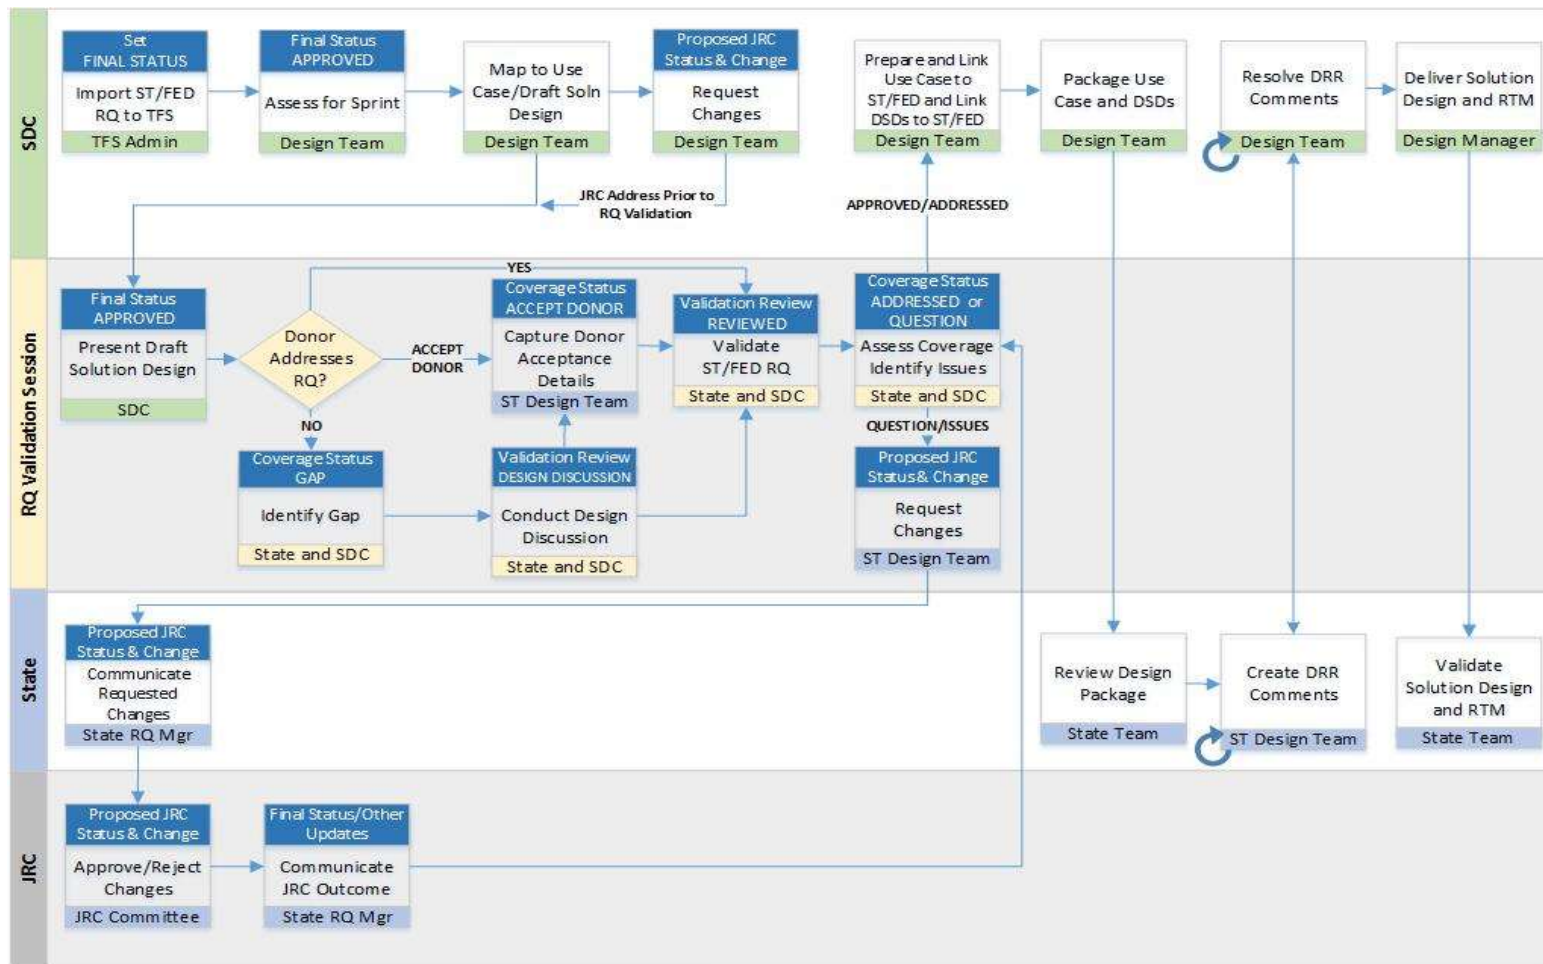 SDC
Set
FINAL STATUS
Import ST/FED
RQ to TFS
TFS Admin
Final Status
APPROVED
Assess for Sprint
Design Team
Map to Use
Case/Draft Soln
Design
Design Team
Proposed JRC
Status & Change
Request
Changes
Design Team
Prepare and Link
Use Case to
ST/FED and Link
DSDs to ST/FED
Design Team
Package Use
Case and DSDs
Design Team
Resolve DRR
Comments
Design Team
Deliver Solution
Design and RTM
Design Manager
JRC Address Prior to
RQ Validation
APPROVED/ADDRESSED
RQ Validation Session
Final Status
APPROVED
Present Draft
Solution Design
SDC
Donor
Addresses
RQ?
YES
ACCEPT
DONOR
NO
Coverage Status
ACCEPT DONOR
Capture Donor
Acceptance
Details
ST Design Team
Validation Review
REVIEWED
Validate
ST/FED RQ
State and SDC
Coverage Status
ADDRESSED or
QUESTION
Assess Coverage
Identify Issues
State and SDC
QUESTION/ISSUES
Coverage Status
GAP
Identify Gap
State and SDC
Validation Review
DESIGN DISCUSSION
Conduct Design
Discussion
State and SDC
Proposed JRC
Status & Change
Request
Changes
ST Design Team
State
Proposed JRC
Status & Change
Communicate
Requested
Changes
State RQ Mgr
Review Design
Package
State Team
Create DRR
Comments
ST Design Team
Validate
Solution Design
and RTM
State Team
JRC
Proposed JRC
Status & Change
Approve/Reject
Changes
JRC Committee
Final Status/Other
Updates
Communicate
JRC Outcome
State RQ Mgr